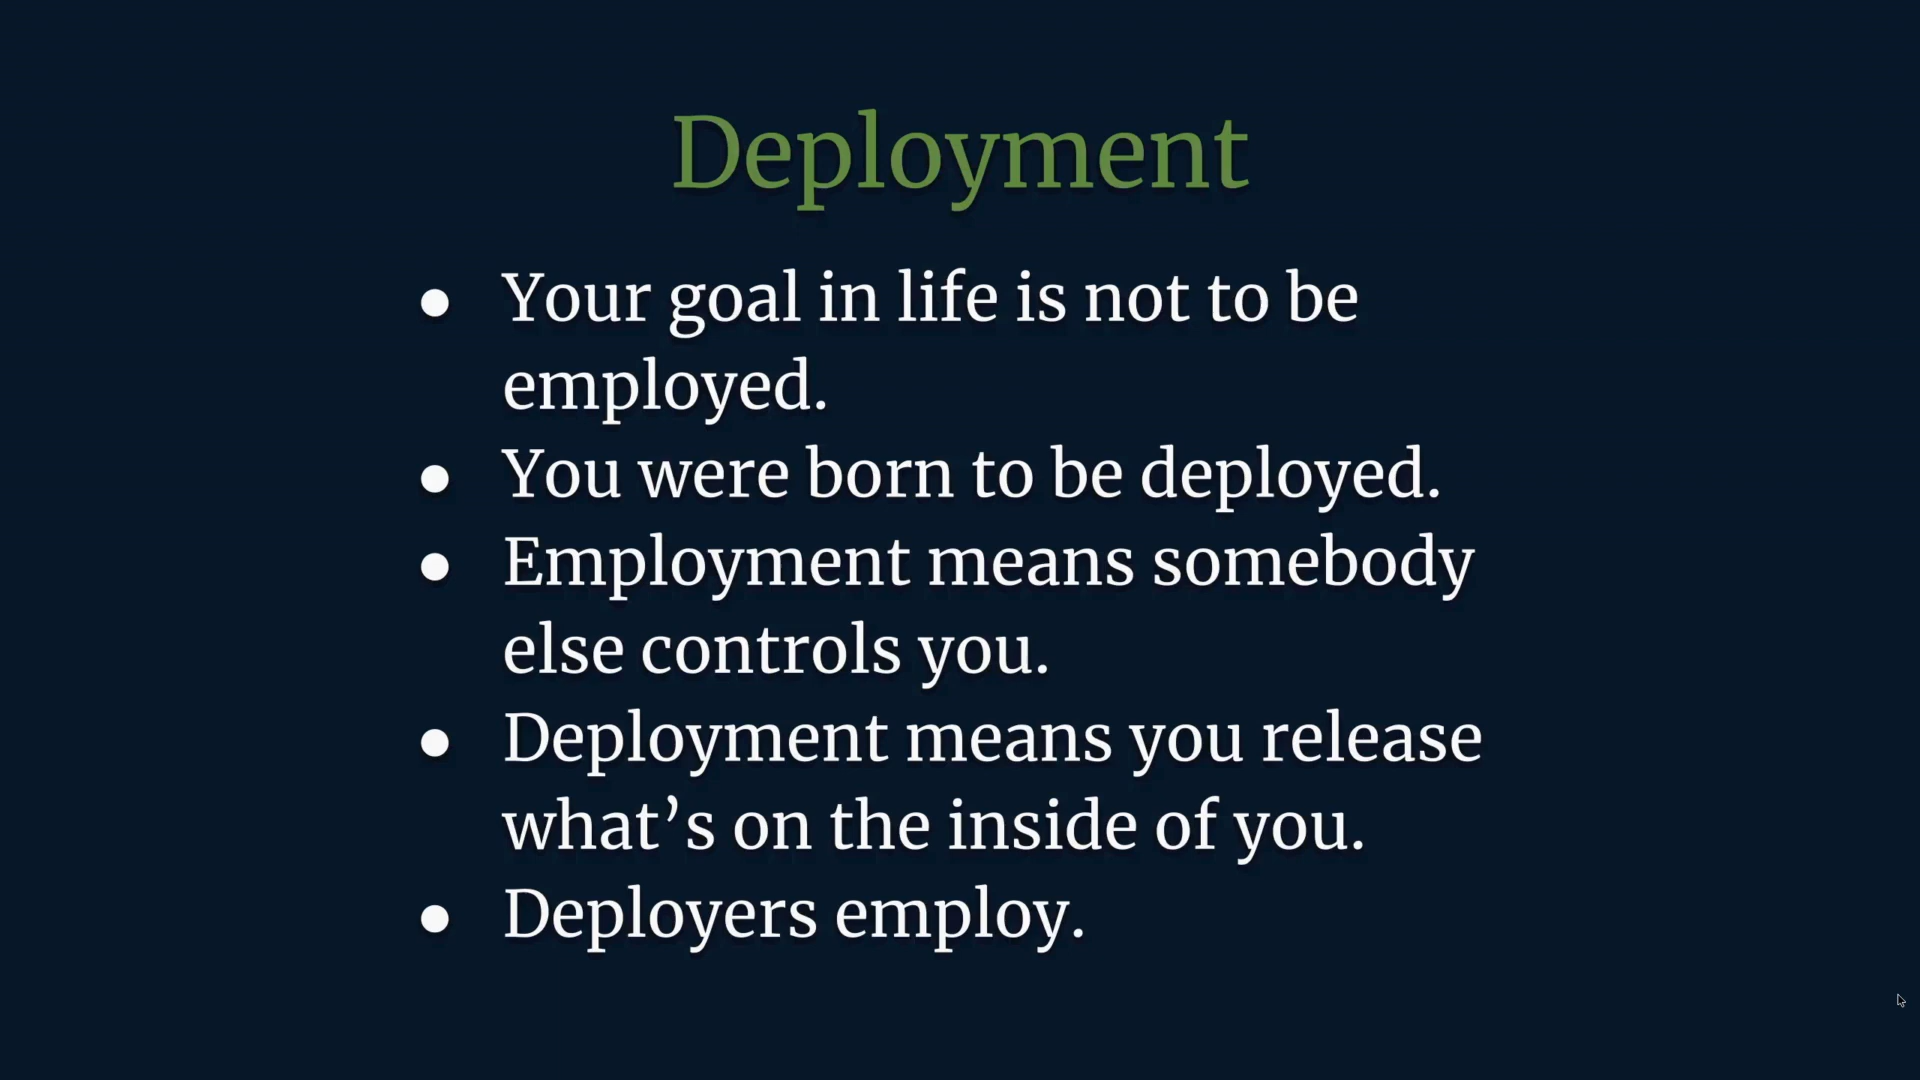 Deployment
● Your goal in life is not to be
employed.
● You were born to be deployed.
● Employment means somebody
else controls you.
● Deployment means you release
what’s on the inside of you.
● Deployers employ.